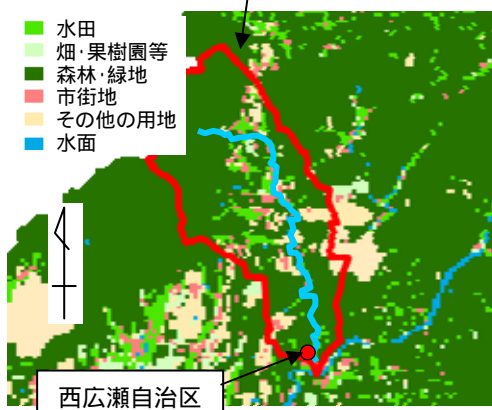 水田
畑・果樹園等
森林・緑地
市街地
その他の用地
水面
西広瀬自治区